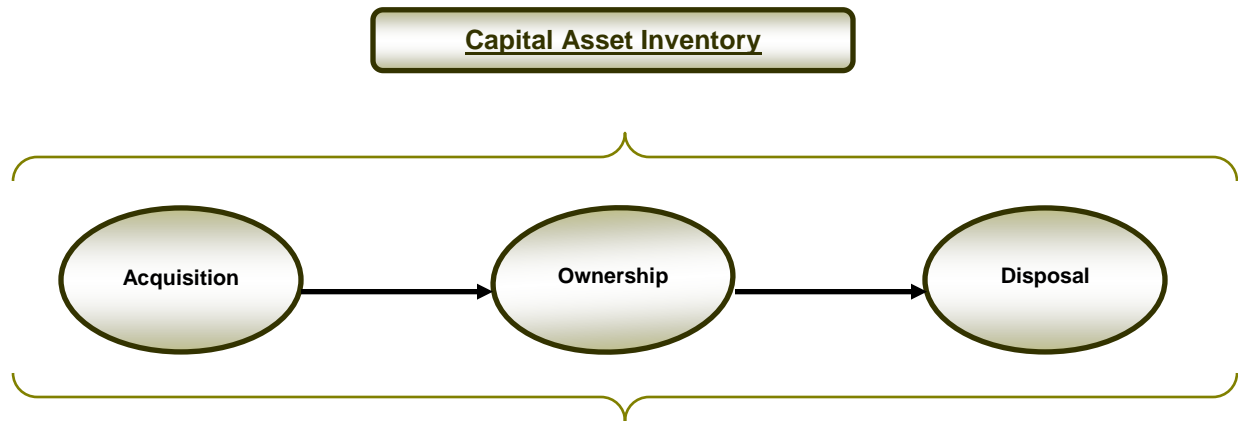 Capital Asset Inventory
Acquisition
Ownership
Disposal